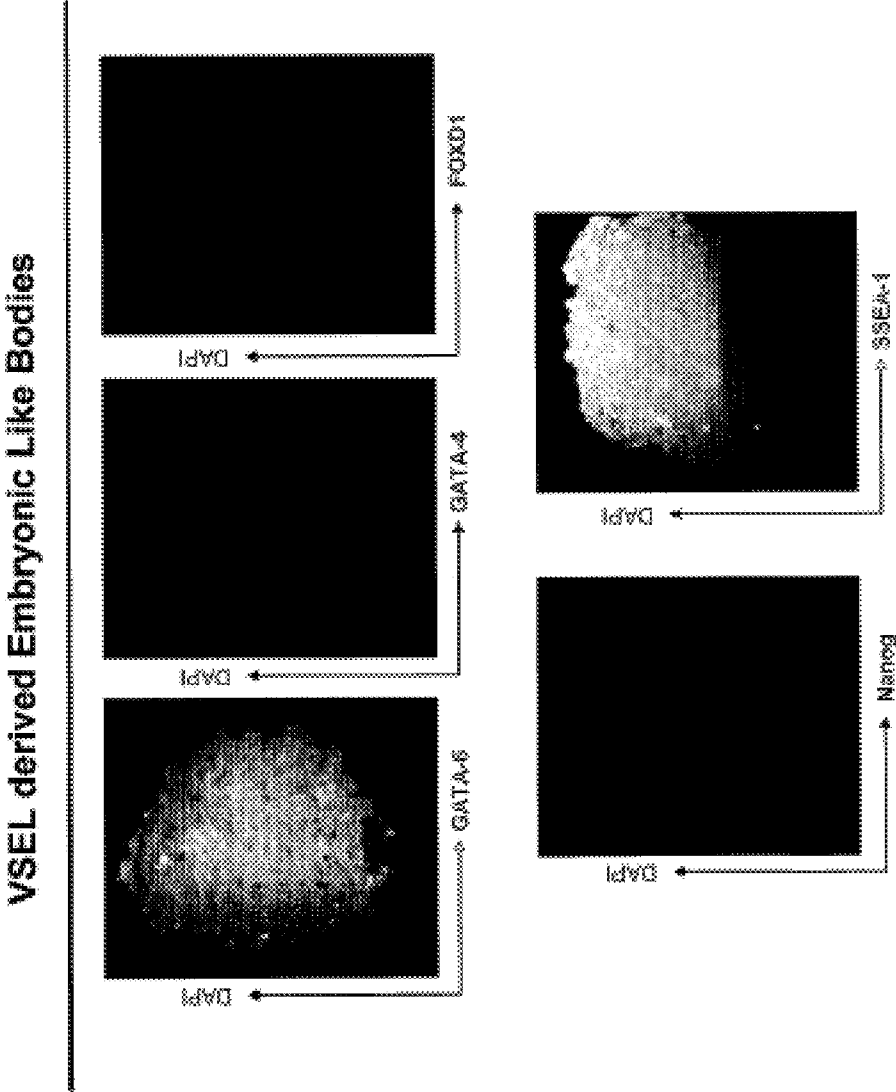 VSEL derived Embryonic Like Bodies
DAPI
GATA-6
DAPI
GATA-4
DAPI
FOXD1
DAPI
Nanog
DAPI
SSEA-1